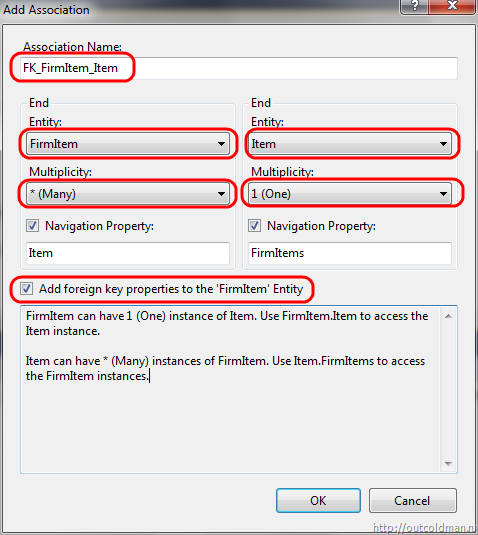 Add Association
?
Association Name:
FK_FirmItem_Item
End
End
Entity:
Entity:
FirmItem
Item
Multiplicity:
Multiplicity:
* (Many)
1 (One)
Navigation Property:
Navigation Property:
Item
FirmItems
Add foreign key properties to the 'FirmItem' Entity
FirmItem can have 1 (One) instance of Item. Use FirmItem.Item to access the
Item instance.
Item can have * (Many) instances of FirmItem. Use Item.FirmItems to access
the FirmItem instances.
OK
Cancel
http://outcoldman.ru